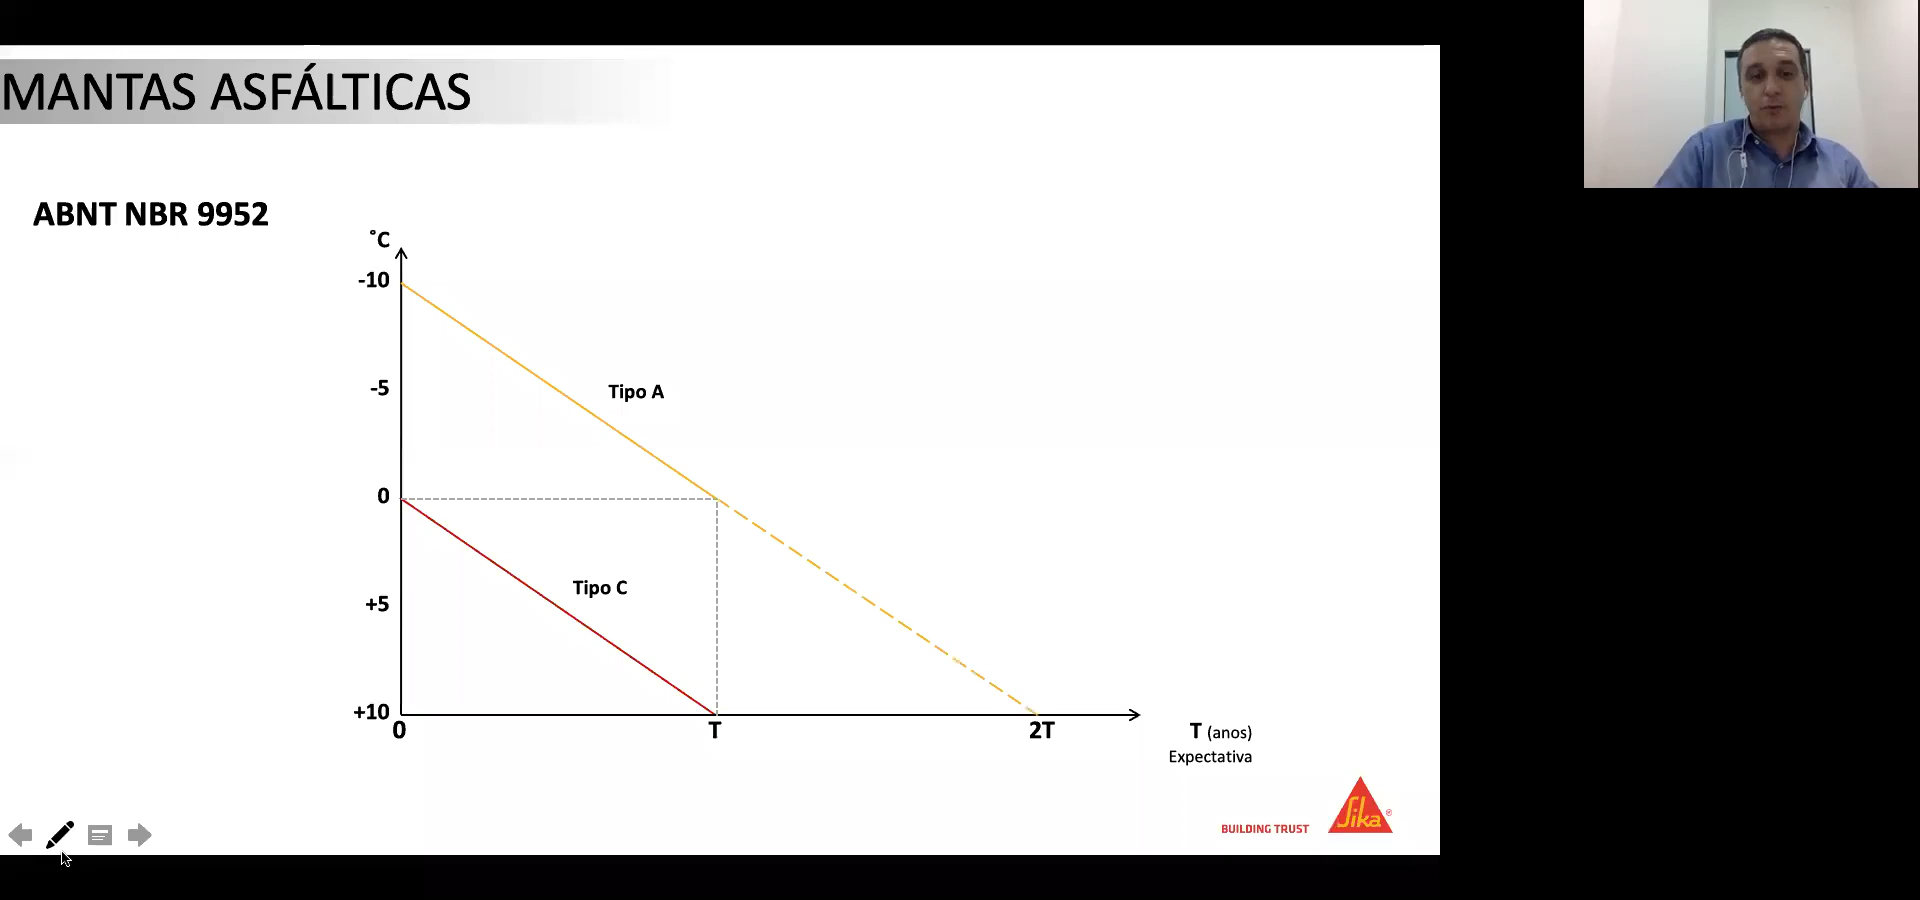 MANTAS ASFÁLTICAS
ABNT NBR 9952
˚C
-10
-5
Tipo A
0
Tipo C
+5
+10
0
T
2T
T (anos)
Expectativa
BUILDING TRUST
Sika®